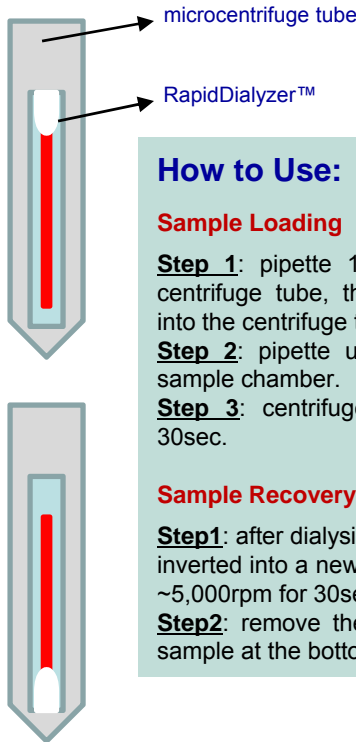 microcentrifuge tube
RapidDialyzer™
How to Use:
Sample Loading
Step 1: pipette 1
centrifuge tube, th
into the centrifuge
Step 2: pipette u
sample chamber.
Step 3: centrifuge
30sec.
Sample Recovery
Step1: after dialysi
inverted into a new
~5,000rpm for 30se
Step2: remove the
sample at the botto